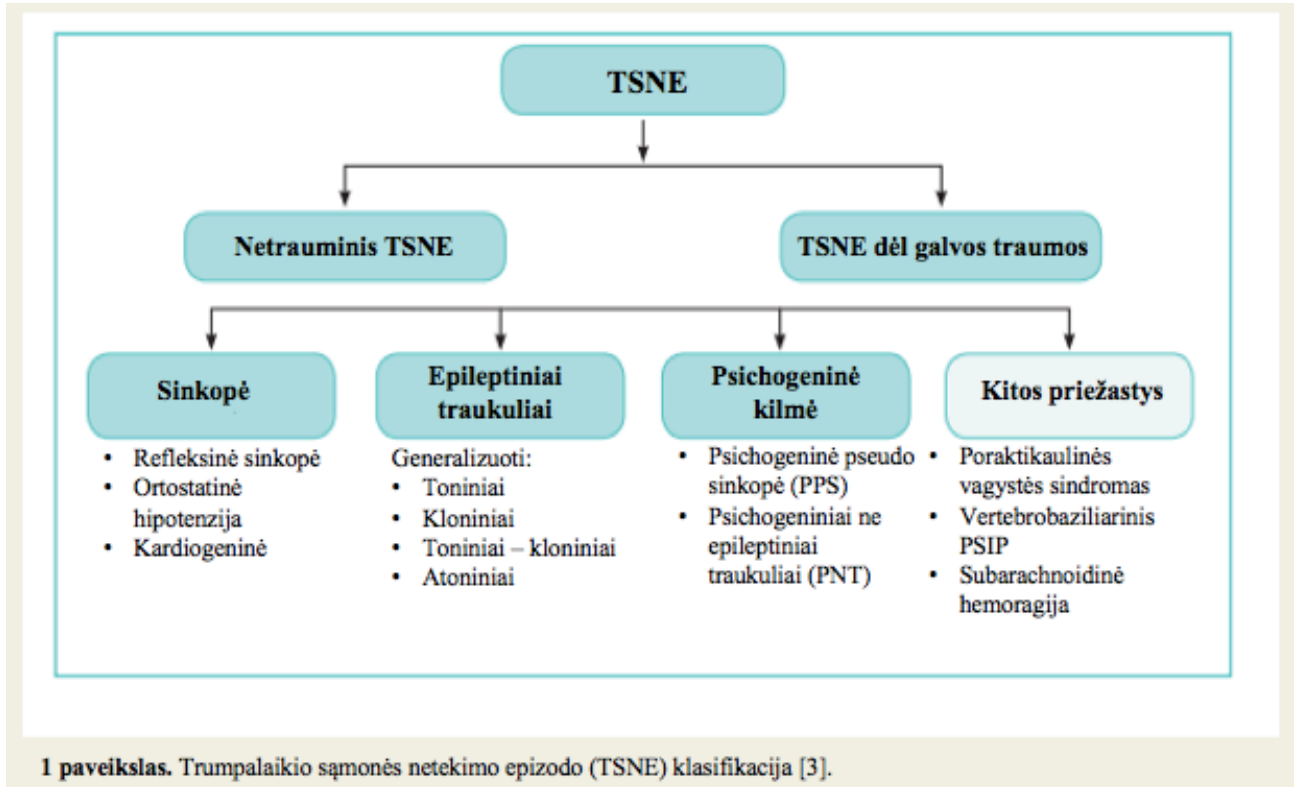 TSNE
Netrauminis TSNE
TSNE dėl galvos traumos
Sinkopė
• Refleksinė sinkopė
• Ortostatinė
hipotenzija
• Kardiogeninė
Epileptiniai
traukuliai
Generalizuoti:
• Toniniai
• Kloniniai
• Toniniai – kloniniai
• Atoniniai
Psichogeninė
kilmė
• Psichogeninė pseudo
sinkopė (PPS)
• Psichogeniniai ne
epileptiniai
traukuliai (PNT)
Kitos priežastys
• Poraktikaulinės
vagystės sindromas
• Vertebrobaziliarinis
PSIP
• Subarachnoidinė
hemoragija
1 paveikslas. Trumpalaikio sąmonės netekimo epizodo (TSNE) klasifikacija [3].